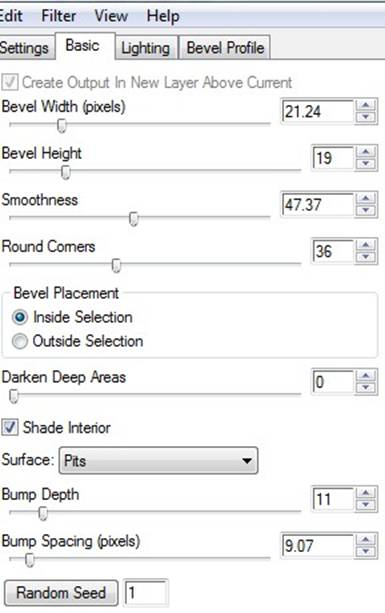 Edit Filter View Help
Settings Basic Lighting Bevel Profile
Create Output In New Layer Above Current
Bevel Width (pixels)
21.24
Bevel Height
19
Smoothness
47.37
Round Corners
36
Bevel Placement
Inside Selection
Outside Selection
Darken Deep Areas
0
Shade Interior
Surface: Pits
Bump Depth
11
Bump Spacing (pixels)
9.07
Random Seed 1